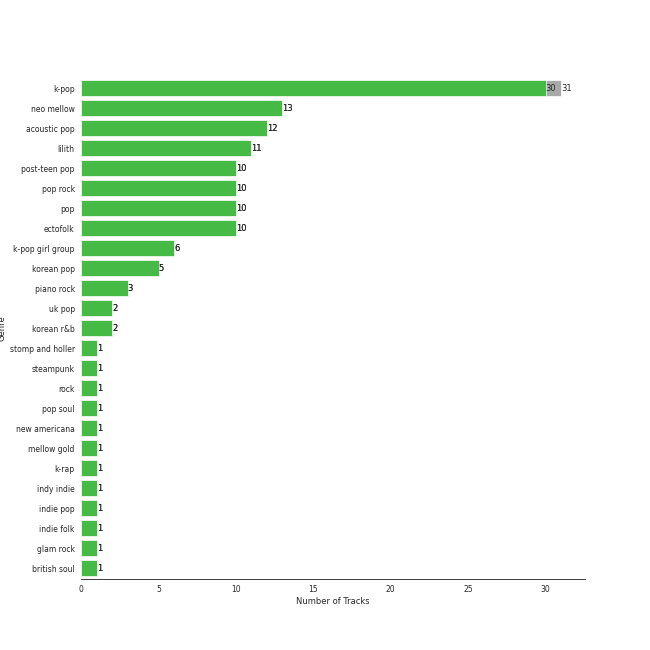 k-pop 30 31
neo mellow 13
acoustic pop 12
lilith 11
post-teen pop 10
pop rock 10
pop 10
ectofolk 10
k-pop girl group 6
korean pop 5
piano rock 3
uk pop 2
korean r&b 2
stomp and holler 1
steampunk 1
rock 1
pop soul 1
new americana 1
mellow gold 1
k-rap 1
indy indie 1
indie pop 1
indie folk 1
glam rock 1
british soul 1
Genre
0 5 10 15 20 25 30
Number of Tracks